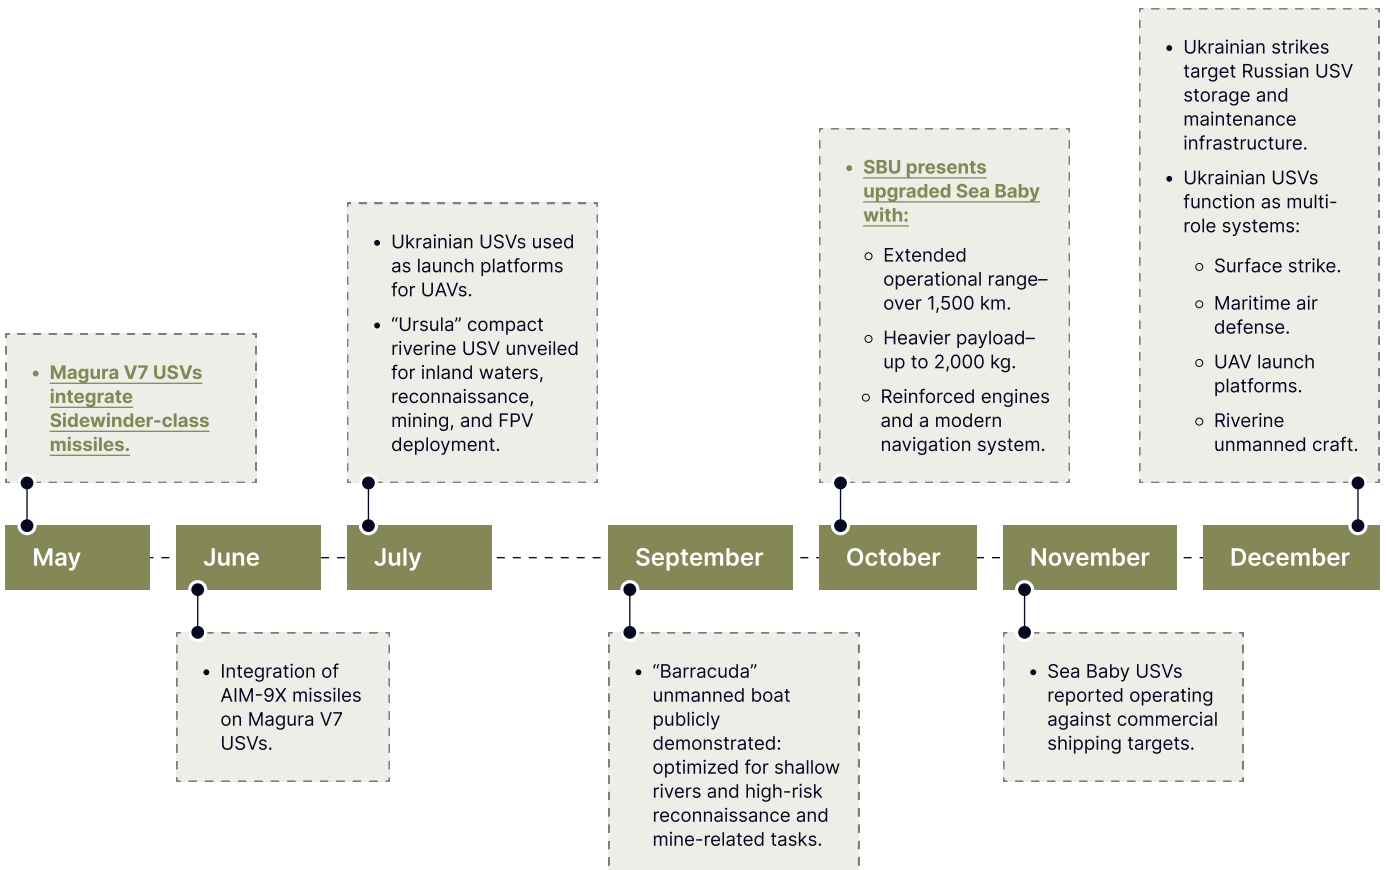 • Magura V7 USVs
integrate
Sidewinder-class
missiles.
• Ukrainian USVs used
as launch platforms
for UAVs.
• “Ursula” compact
riverine USV unveiled
for inland waters,
reconnaissance,
mining, and FPV
deployment.
• SBU presents
upgraded Sea Baby
with:
◦ Extended
operational range–
over 1,500 km.
◦ Heavier payload–
up to 2,000 kg.
◦ Reinforced engines
and a modern
navigation system.
• Ukrainian strikes
target Russian USV
storage and
maintenance
infrastructure.
• Ukrainian USVs
function as multi-
role systems:
◦ Surface strike.
◦ Maritime air
defense.
◦ UAV launch
platforms.
◦ Riverine
unmanned craft.
May
June
July
September
October
November
December
• Integration of
AIM-9X missiles
on Magura V7
USVs.
• “Barracuda”
unmanned boat
publicly
demonstrated:
optimized for shallow
rivers and high-risk
reconnaissance and
mine-related tasks.
• Sea Baby USVs
reported operating
against commercial
shipping targets.